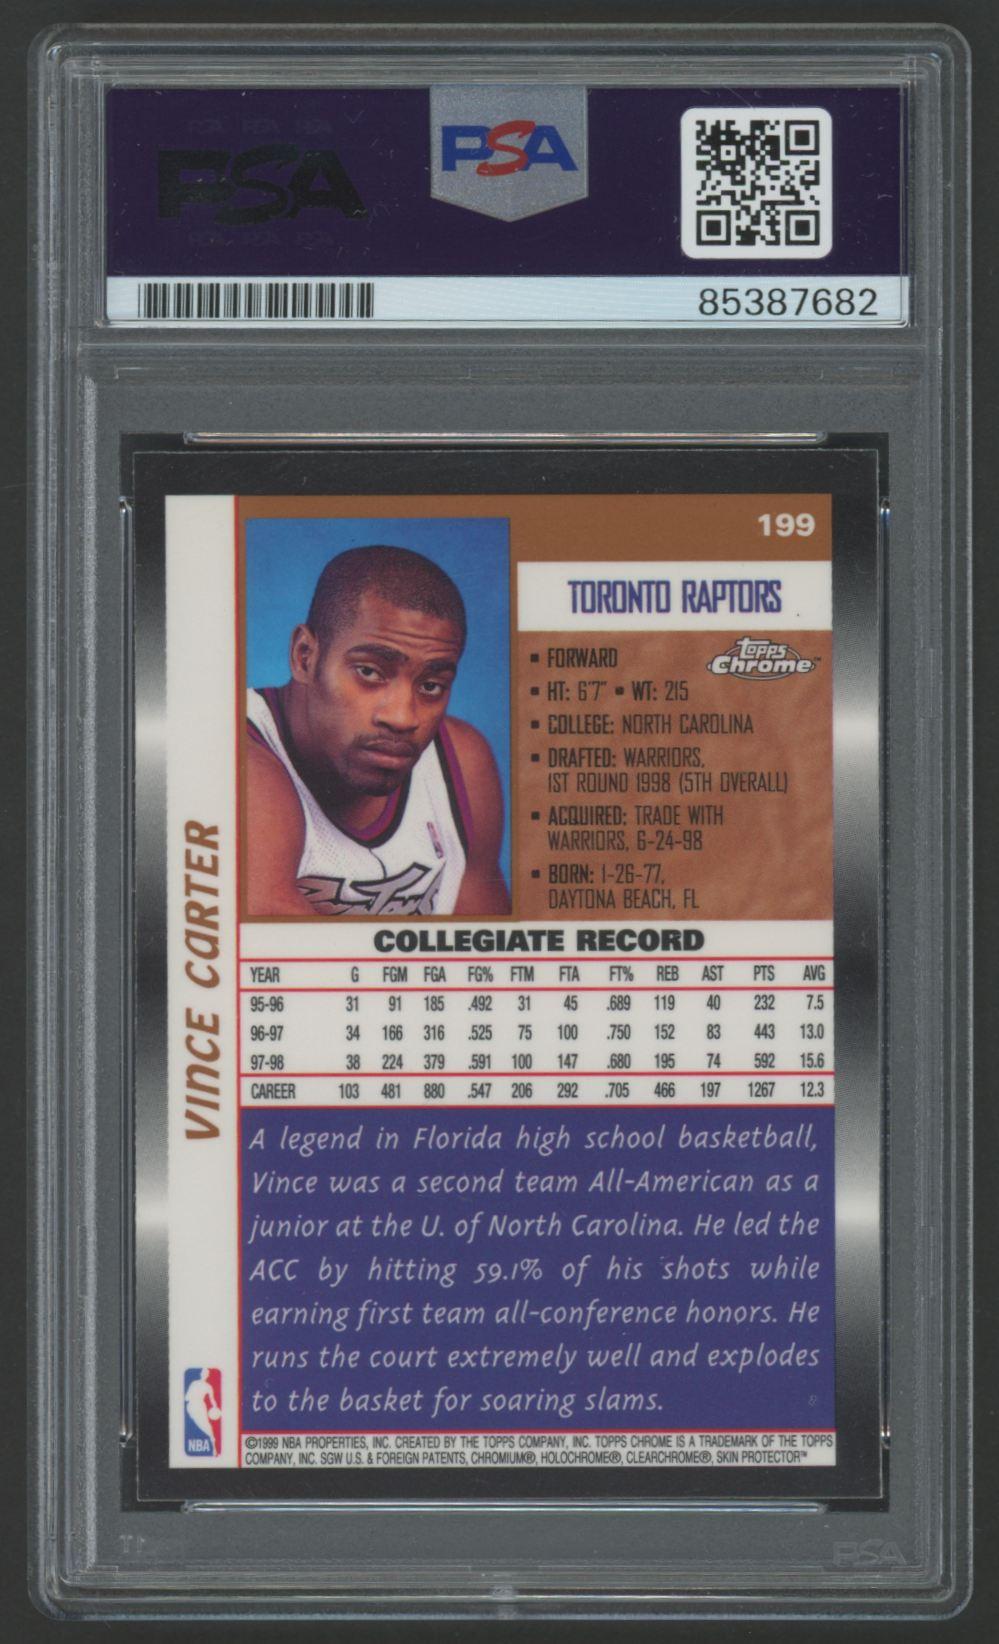 PSA PSA PSA
PSA
PSA PSA PSA
PSA
85387682
199
TORONTO RAPTORS
Topps
Chrome™
▪ FORWARD
▪ HT: 6'7" ▪ WT: 215
▪ COLLEGE: NORTH CAROLINA
▪ DRAFTED: WARRIORS,
1ST ROUND 1998 (5TH OVERALL)
▪ ACQUIRED: TRADE WITH
WARRIORS, 6-24-98
▪ BORN: 1-26-77,
DAYTONA BEACH, FL
VINCE CARTER
COLLEGIATE RECORD
YEAR G FGM FGA FG% FTM FTA FT% REB AST PTS AVG
95-96 31 91 185 .492 31 45 .689 119 40 232 7.5
96-97 34 166 316 .525 75 100 .750 152 83 443 13.0
97-98 38 224 379 .591 100 147 .680 195 74 592 15.6
CAREER 103 481 880 .547 206 292 .705 466 197 1267 12.3
A legend in Florida high school basketball,
Vince was a second team All-American as a
junior at the U. of North Carolina. He led the
ACC by hitting 59.1% of his shots while
earning first team all-conference honors. He
runs the court extremely well and explodes
to the basket for soaring slams.
NBA
©1999 NBA PROPERTIES, INC. CREATED BY THE TOPPS COMPANY, INC. TOPPS CHROME IS A TRADEMARK OF THE TOPPS
COMPANY, INC. SGW U.S. & FOREIGN PATENTS, CHROMIUM®, HOLOCHROME®, CLEARCHROME®, SKIN PROTECTOR™
PSA